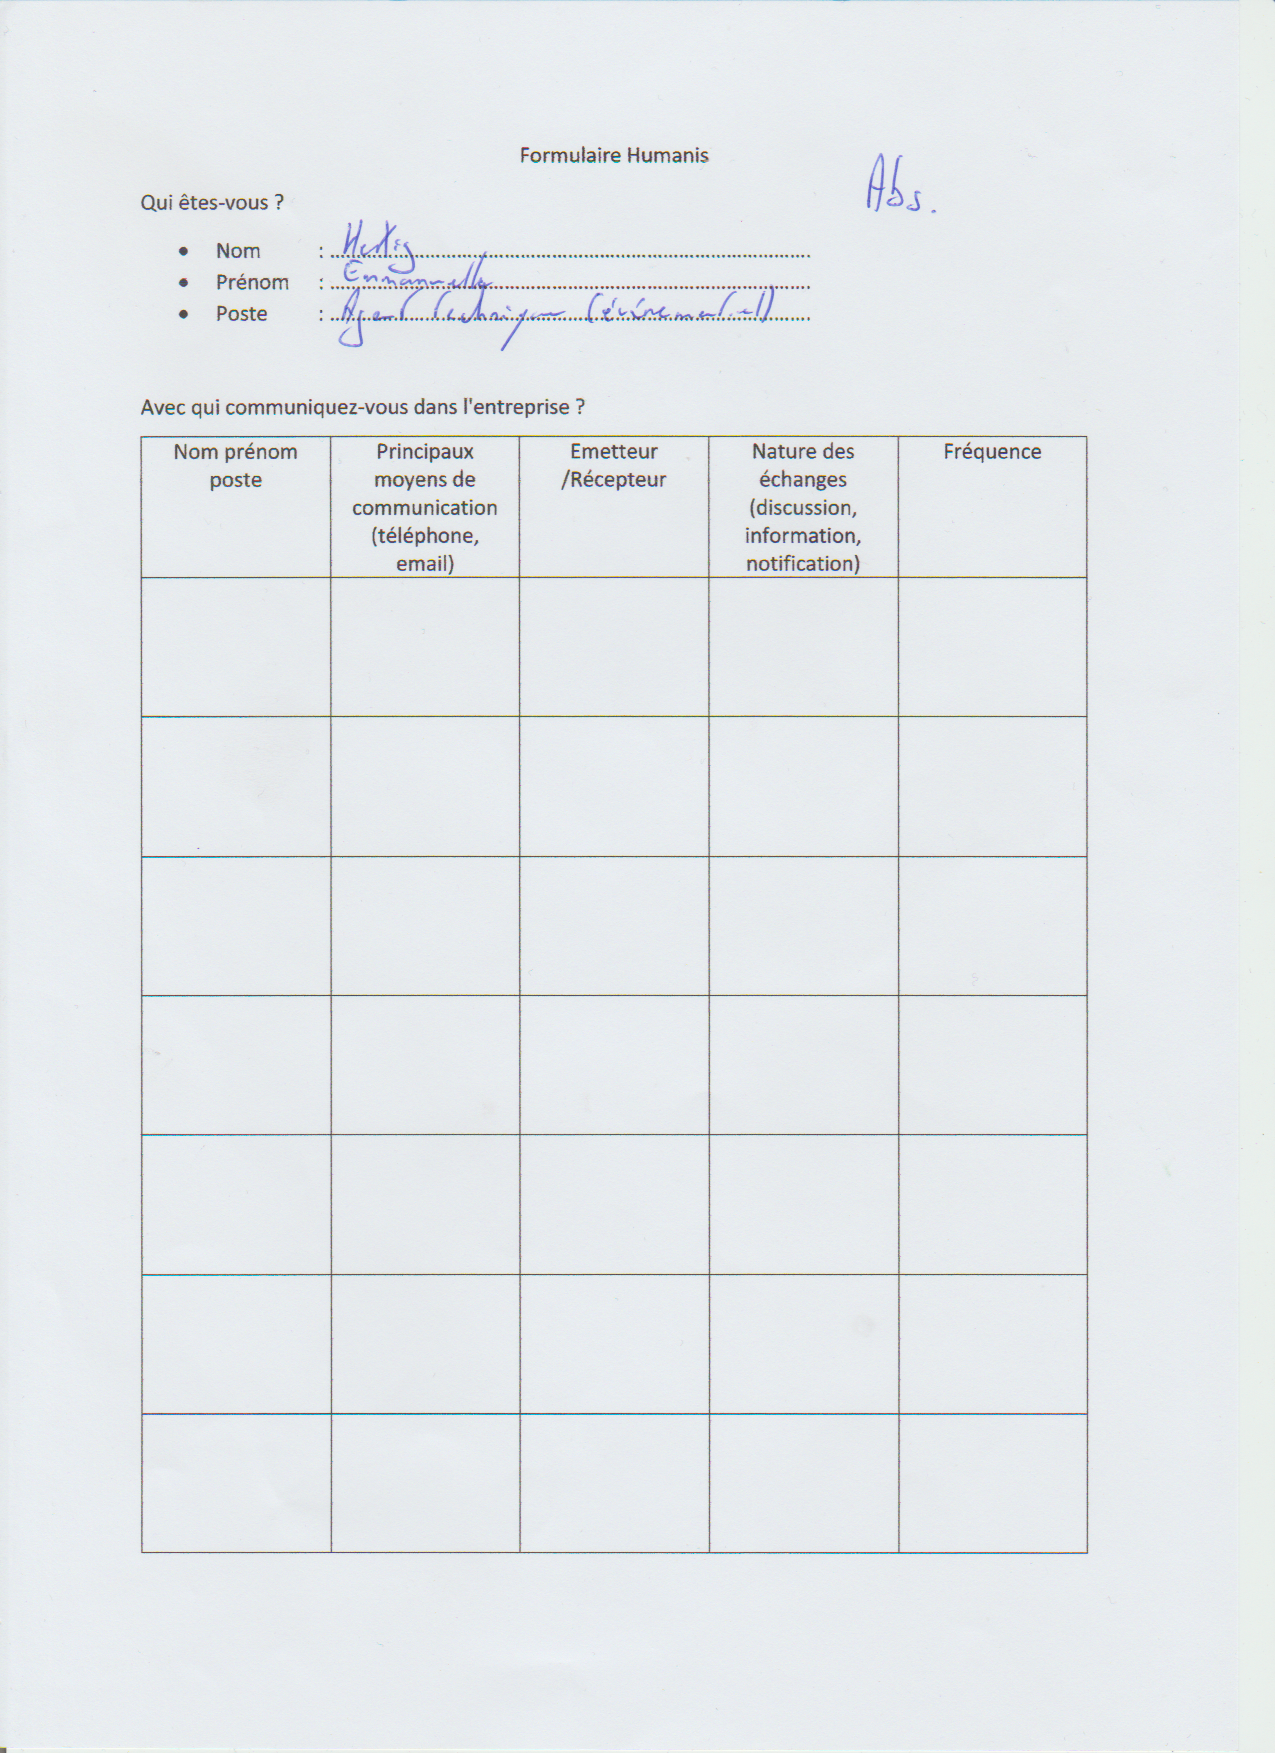 Formulaire Humanis
Abs.
Qui êtes-vous ?
• Nom : Hertig
• Prénom : Emmanuelle
• Poste : Agent Technique (événementiel)
Avec qui communiquez-vous dans l'entreprise ?
Nom prénom
poste
Principaux
moyens de
communication
(téléphone,
email)
Emetteur
/Récepteur
Nature des
échanges
(discussion,
information,
notification)
Fréquence